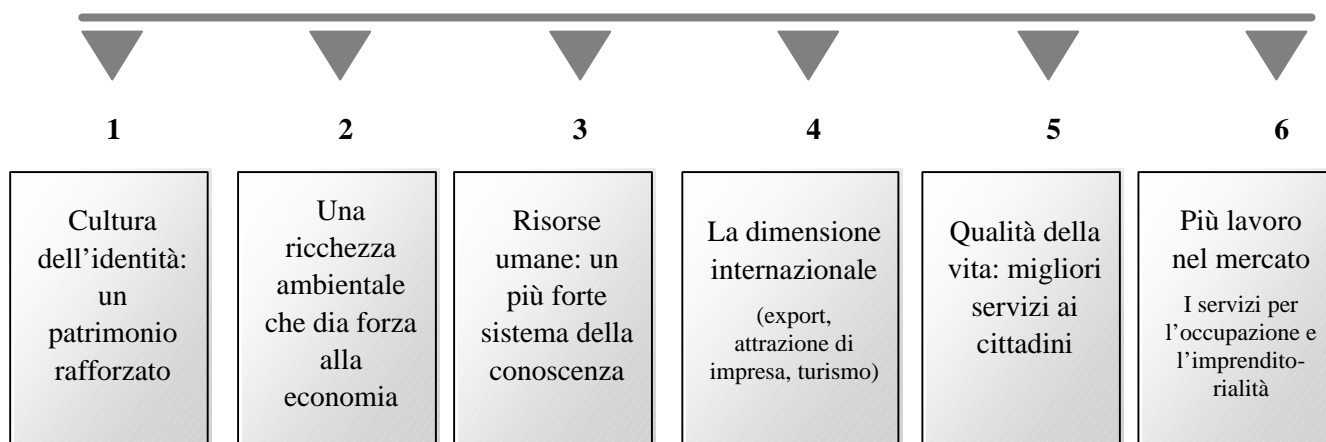 1
2
3
4
5
6
Cultura
dell’identità:
un
patrimonio
rafforzato
Una
ricchezza
ambientale
che dia forza
alla
economia
Risorse
umane: un
più forte
sistema della
conoscenza
La dimensione
internazionale
(export,
attrazione di
impresa, turismo)
Qualità della
vita: migliori
servizi ai
cittadini
Più lavoro
nel mercato
I servizi per
l’occupazione e
l’imprendito-
rialità